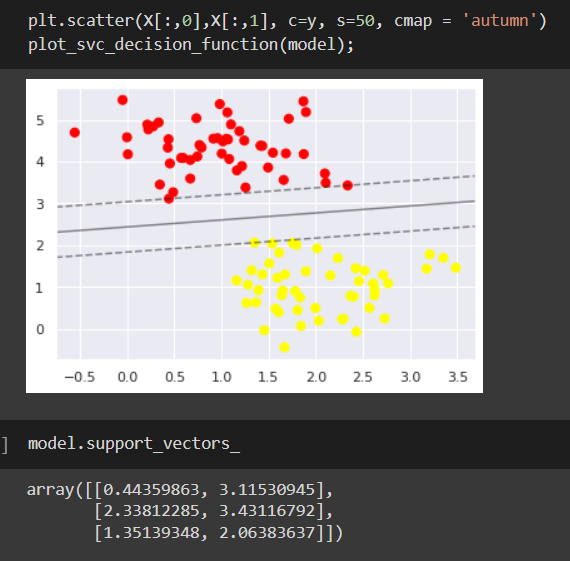 plt.scatter(X[:,0],X[:,1], c=y, s=50, cmap = 'autumn')
plot_svc_decision_function(model);
5
4
3
2
1
0
−0.5 0.0 0.5 1.0 1.5 2.0 2.5 3.0 3.5
] model.support_vectors_
array([[0.44359863, 3.11530945],
[2.33812285, 3.43116792],
[1.35139348, 2.06383637]])